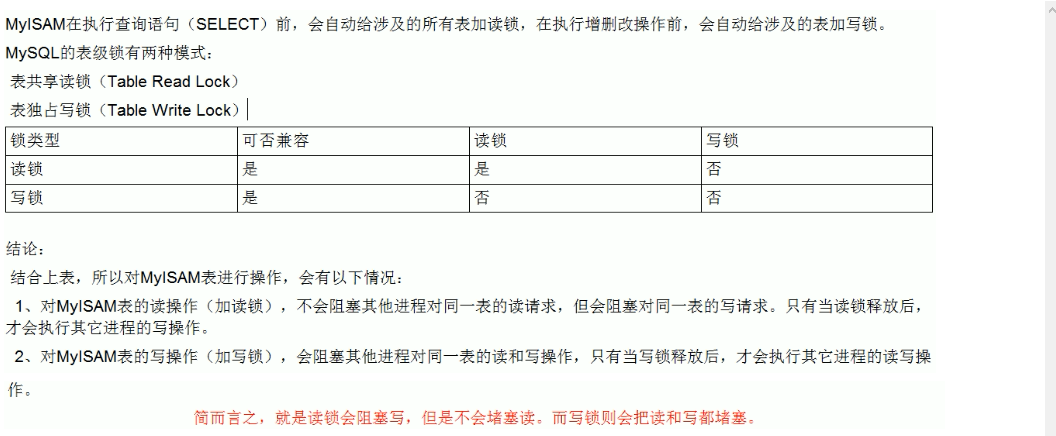 MyISAM在执行查询语句（SELECT）前，会自动给涉及的所有表加读锁，在执行增删改操作前，会自动给涉及的表加写锁。
MySQL的表级锁有两种模式：
表共享读锁（Table Read Lock）
表独占写锁（Table Write Lock）
锁类型 可否兼容 读锁 写锁
读锁 是 是 否
写锁 是 否 否
结论：
结合上表，所以对MyISAM表进行操作，会有以下情况：
1、对MyISAM表的读操作（加读锁），不会阻塞其他进程对同一表的读请求，但会阻塞对同一表的写请求。只有当读锁释放后，
才会执行其它进程的写操作。
2、对MyISAM表的写操作（加写锁），会阻塞其他进程对同一表的读和写操作，只有当写锁释放后，才会执行其它进程的读写操
作。
简而言之，就是读锁会阻塞写，但是不会堵塞读。而写锁则会把读和写都堵塞。